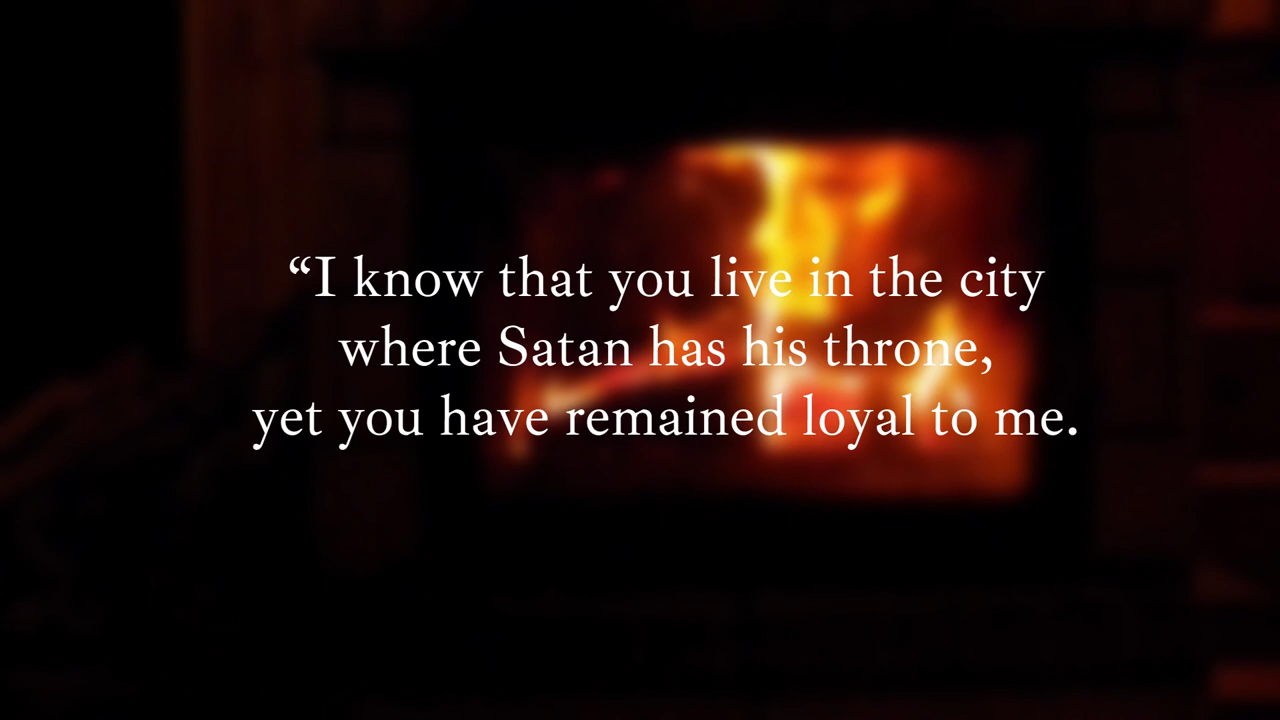 “I know that you live in the city
where Satan has his throne,
yet you have remained loyal to me.